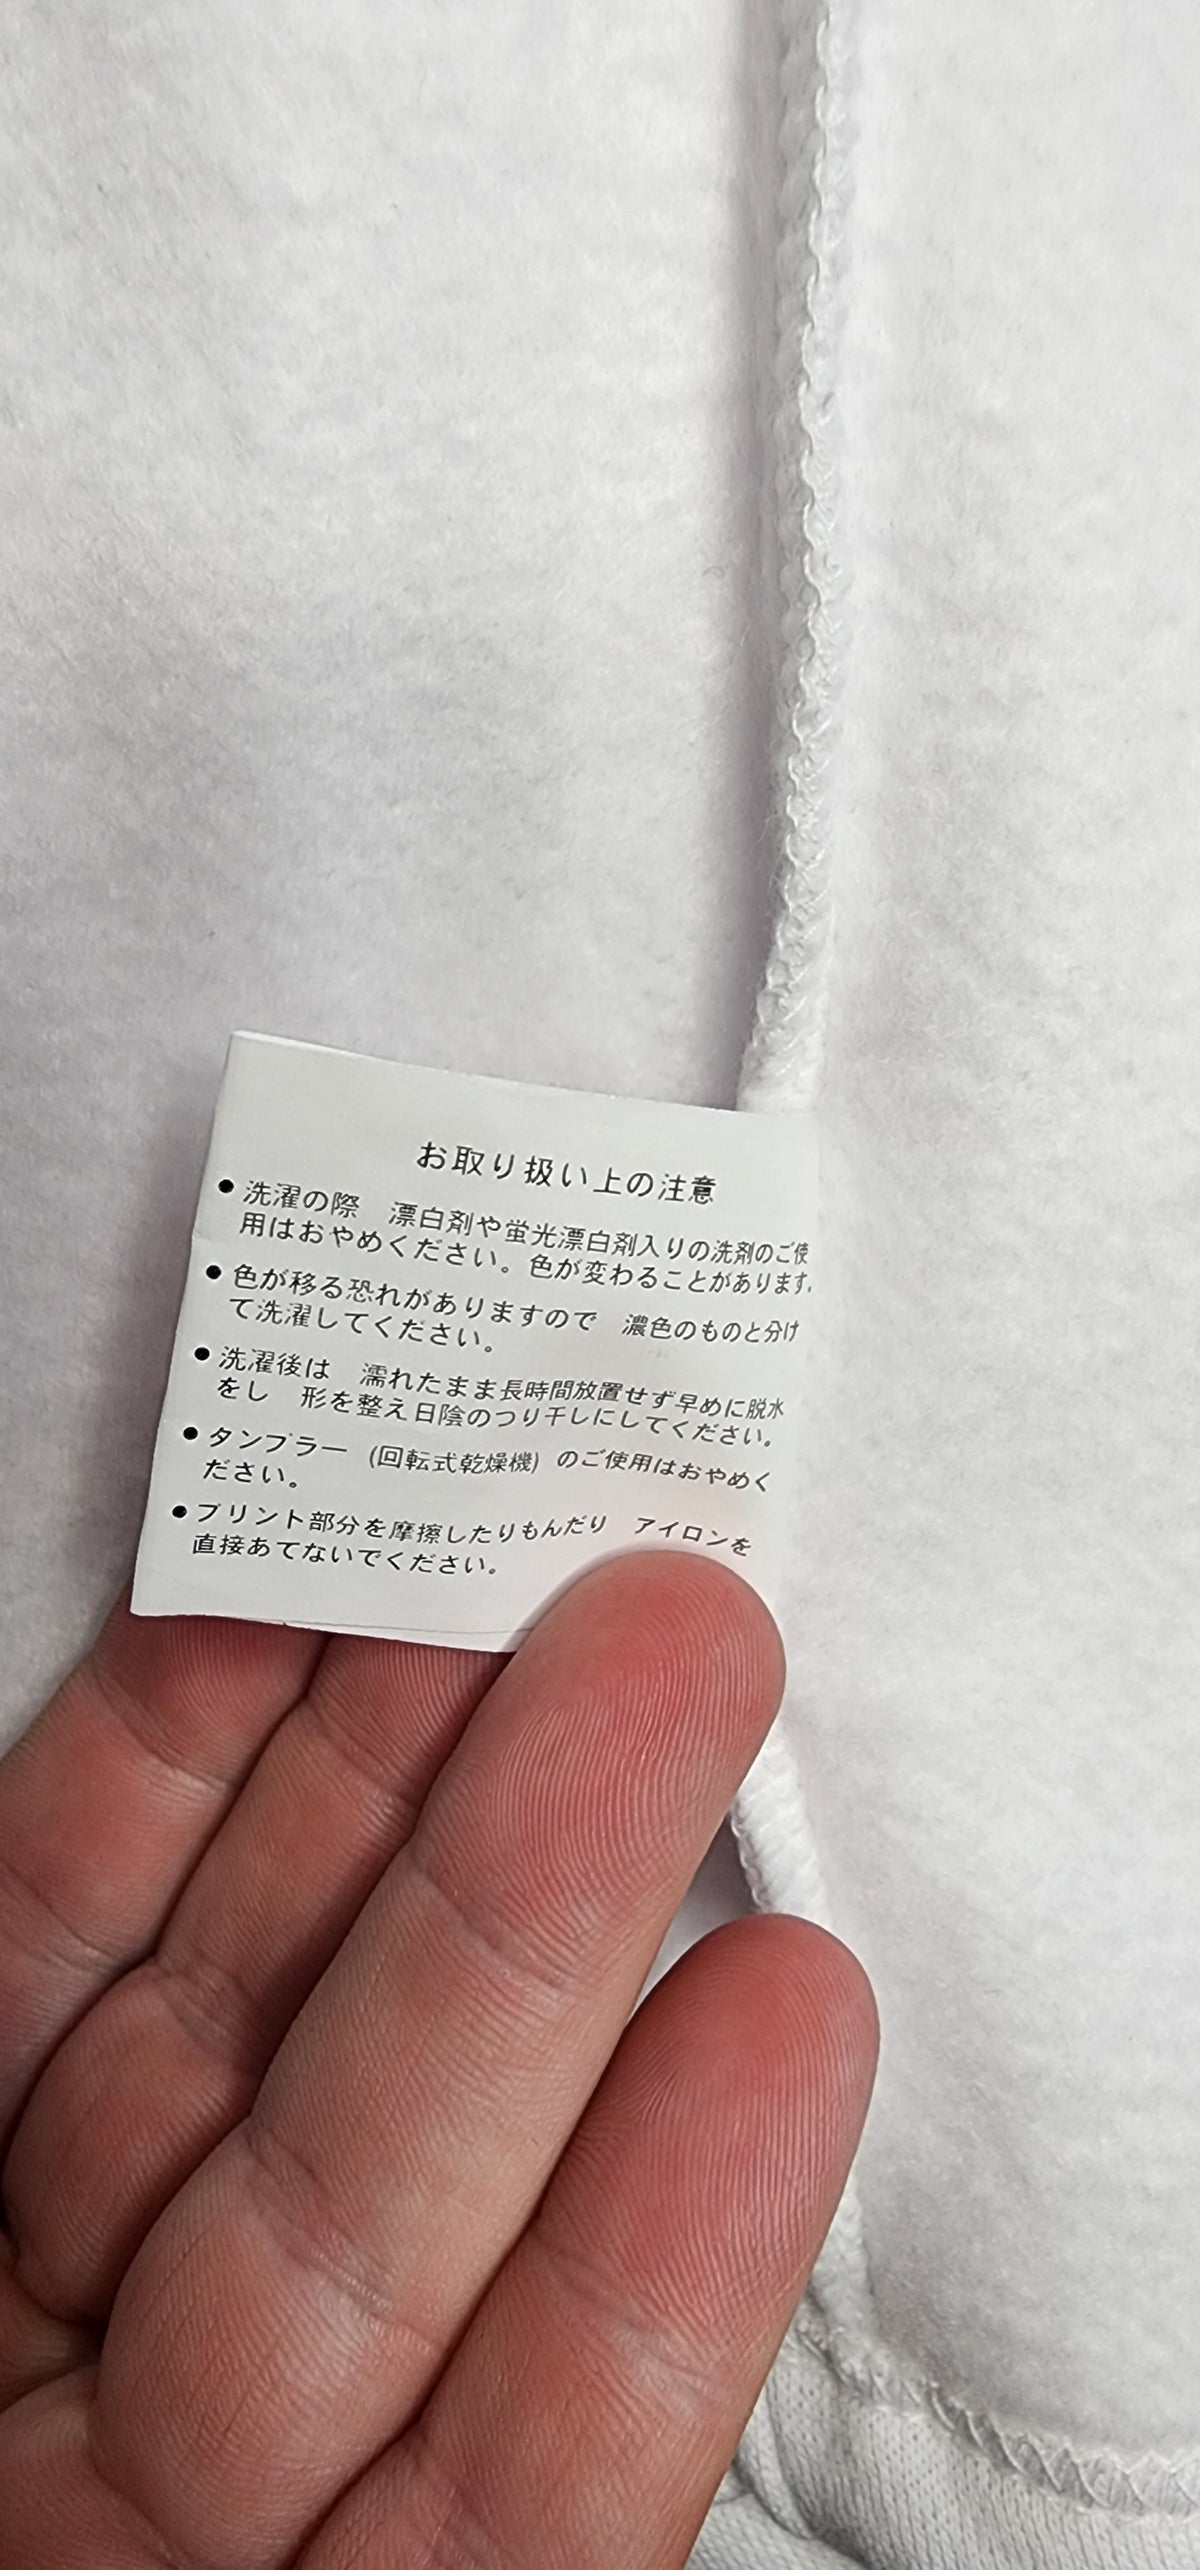 お取り扱い上の注意
●洗濯の際　漂白剤や蛍光漂白剤入りの洗剤のご使
用はおやめください。色が変わることがあります。
●色が移る恐れがありますので　濃色のものと分け
て洗濯してください。
●洗濯後は　濡れたまま長時間放置せず早めに脱水
をし　形を整え日陰のつり干しにしてください。
●タンブラー　(回転式乾燥機)　のご使用はおやめく
ださい。
●プリント部分を摩擦したりもんだり　アイロンを
直接あてないでください。